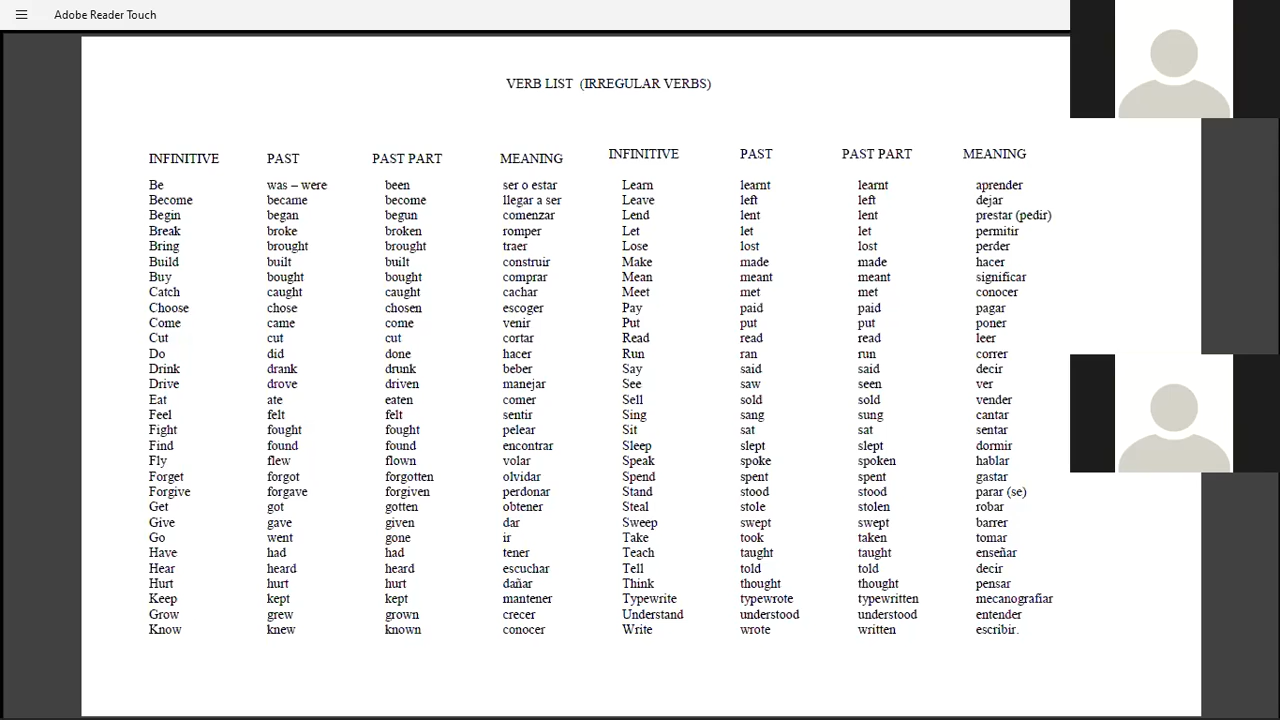 Adobe Reader Touch
VERB LIST (IRREGULAR VERBS)
INFINITIVE PAST PAST PART MEANING INFINITIVE PAST PAST PART MEANING
Be was – were been ser o estar Learn learnt learnt aprender
Become became become llegar a ser Leave left left dejar
Begin began begun comenzar Lend lent lent prestar (pedir)
Break broke broken romper Let let let permitir
Bring brought brought traer Lose lost lost perder
Build built built construir Make made made hacer
Buy bought bought comprar Mean meant meant significar
Catch caught caught cachar Meet met met conocer
Choose chose chosen escoger Pay paid paid pagar
Come came come venir Put put put poner
Cut cut cut cortar Read read read leer
Do did done hacer Run ran run correr
Drink drank drunk beber Say said said decir
Drive drove driven manejar See saw seen ver
Eat ate eaten comer Sell sold sold vender
Feel felt felt sentir Sing sang sung cantar
Fight fought fought pelear Sit sat sat sentar
Find found found encontrar Sleep slept slept dormir
Fly flew flown volar Speak spoke spoken hablar
Forget forgot forgotten olvidar Spend spent spent gastar
Forgive forgave forgiven perdonar Stand stood stood parar (se)
Get got gotten obtener Steal stole stolen robar
Give gave given dar Sweep swept swept barrer
Go went gone ir Take took taken tomar
Have had had tener Teach taught taught enseñar
Hear heard heard escuchar Tell told told decir
Hurt hurt hurt dañar Think thought thought pensar
Keep kept kept mantener Typewrite typewrote typewritten mecanografiar
Grow grew grown crecer Understand understood understood entender
Know knew known conocer Write wrote written escribir.